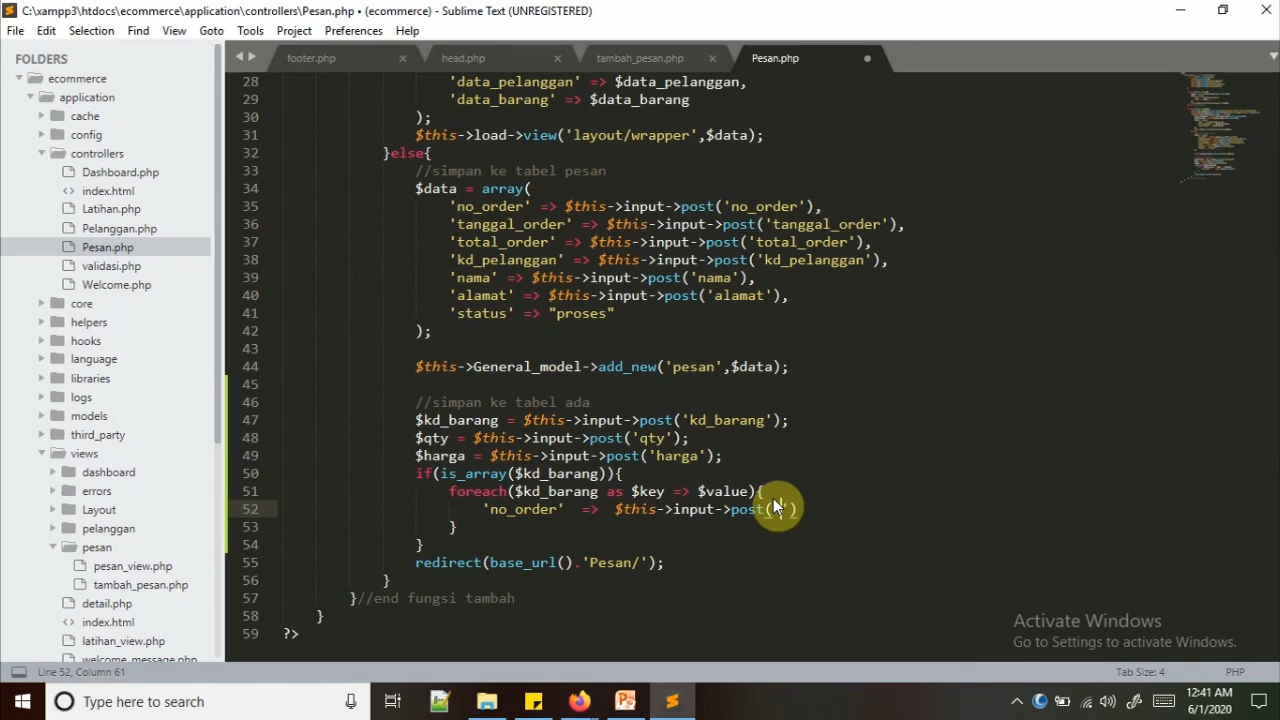 C:\xampp3\htdocs\ecommerce\application\controllers\Pesan.php • (ecommerce) - Sublime Text (UNREGISTERED)
File Edit Selection Find View Goto Tools Project Preferences Help
FOLDERS
ecommerce
application
cache
config
controllers
Dashboard.php
index.html
Latihan.php
Pelanggan.php
Pesan.php
validasi.php
Welcome.php
core
helpers
hooks
language
libraries
logs
models
third_party
views
dashboard
errors
Layout
pelanggan
pesan
pesan_view.php
tambah_pesan.php
detail.php
index.html
latihan_view.php
welcome_message.php
footer.php head.php tambah_pesan.php Pesan.php
28 'data_pelanggan' => $data_pelanggan,
29 'data_barang' => $data_barang
30 );
31 $this->load->view('layout/wrapper',$data);
32 }else{
33 //simpan ke tabel pesan
34 $data = array(
35 'no_order' => $this->input->post('no_order'),
36 'tanggal_order' => $this->input->post('tanggal_order'),
37 'total_order' => $this->input->post('total_order'),
38 'kd_pelanggan' => $this->input->post('kd_pelanggan'),
39 'nama' => $this->input->post('nama'),
40 'alamat' => $this->input->post('alamat'),
41 'status' => "proses"
42 );
43
44 $this->General_model->add_new('pesan',$data);
45
46 //simpan ke tabel ada
47 $kd_barang = $this->input->post('kd_barang');
48 $qty = $this->input->post('qty');
49 $harga = $this->input->post('harga');
50 if(is_array($kd_barang)){
51 foreach($kd_barang as $key => $value){
52 'no_order' => $this->input->post('')
53 }
54 }
55 redirect(base_url().'Pesan/');
56 }
57 }//end fungsi tambah
58 }
59 ?>
Activate Windows
Go to Settings to activate Windows.
Line 52, Column 61 Tab Size: 4 PHP
Type here to search
12:41 AM
6/1/2020